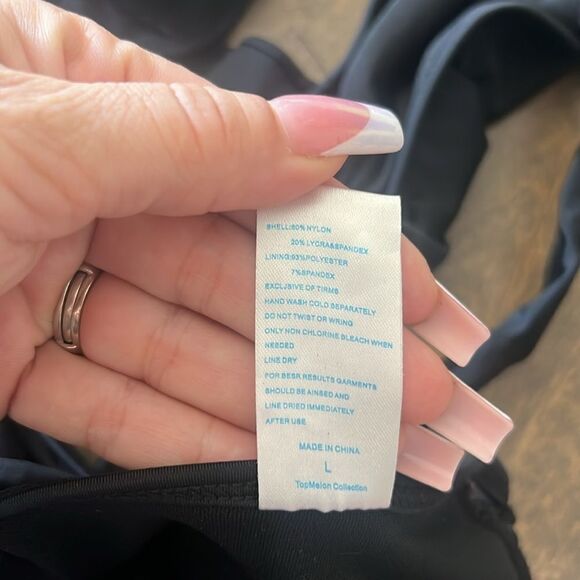 SHELL:80% NYLON
20% LYCRA&SPANDEX
LINING:93%POLYESTER
7%SPANDEX
EXCLUSIVE OF TIRMS
HAND WASH COLD SEPARATELY
DO NOT TWIST OR WRING
ONLY NON CHLORINE BLEACH WHEN
NEEDED
LINE DRY
FOR BESR RESULTS GARMENTS
SHOULD BE AINSED AND
LINE DRIED IMMEDIATELY
AFTER USE
MADE IN CHINA
L
TopMelon Collection